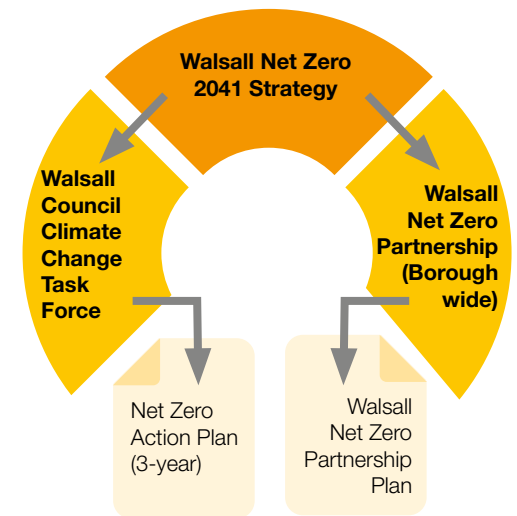 Walsall Net Zero
2041 Strategy
Walsall
Council
Climate
Change
Task
Force
Walsall
Net Zero
Partnership
(Borough
wide)
Net Zero
Action Plan
(3-year)
Walsall
Net Zero
Partnership
Plan